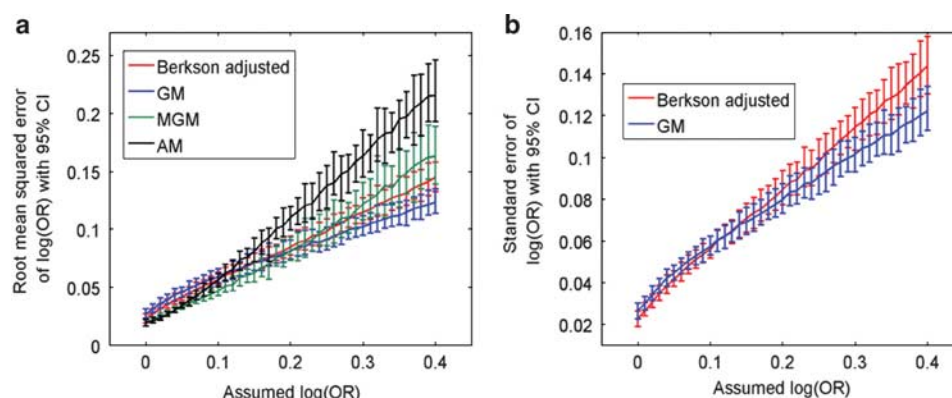 a
Root mean squared error
of log(OR) with 95% CI
0.25
0.2
0.15
0.1
0.05
0
Berkson adjusted
GM
MGM
AM
0 0.1 0.2 0.3 0.4
Assumed log(OR)
b
Standard error of
log(OR) with 95% CI
0.16
0.14
0.12
0.1
0.08
0.06
0.04
0.02
Berkson adjusted
GM
0 0.1 0.2 0.3 0.4
Assumed log(OR)